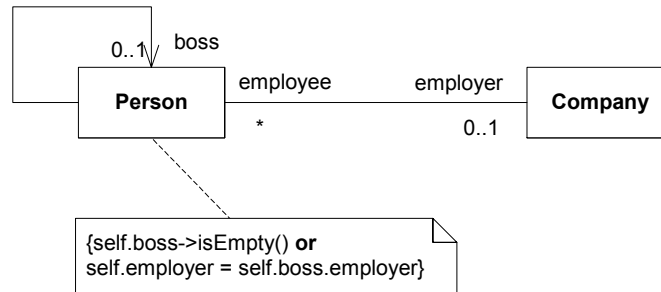 boss
0..1
Person
employee
employer
Company
*
0..1
{self.boss->isEmpty() or
self.employer = self.boss.employer}